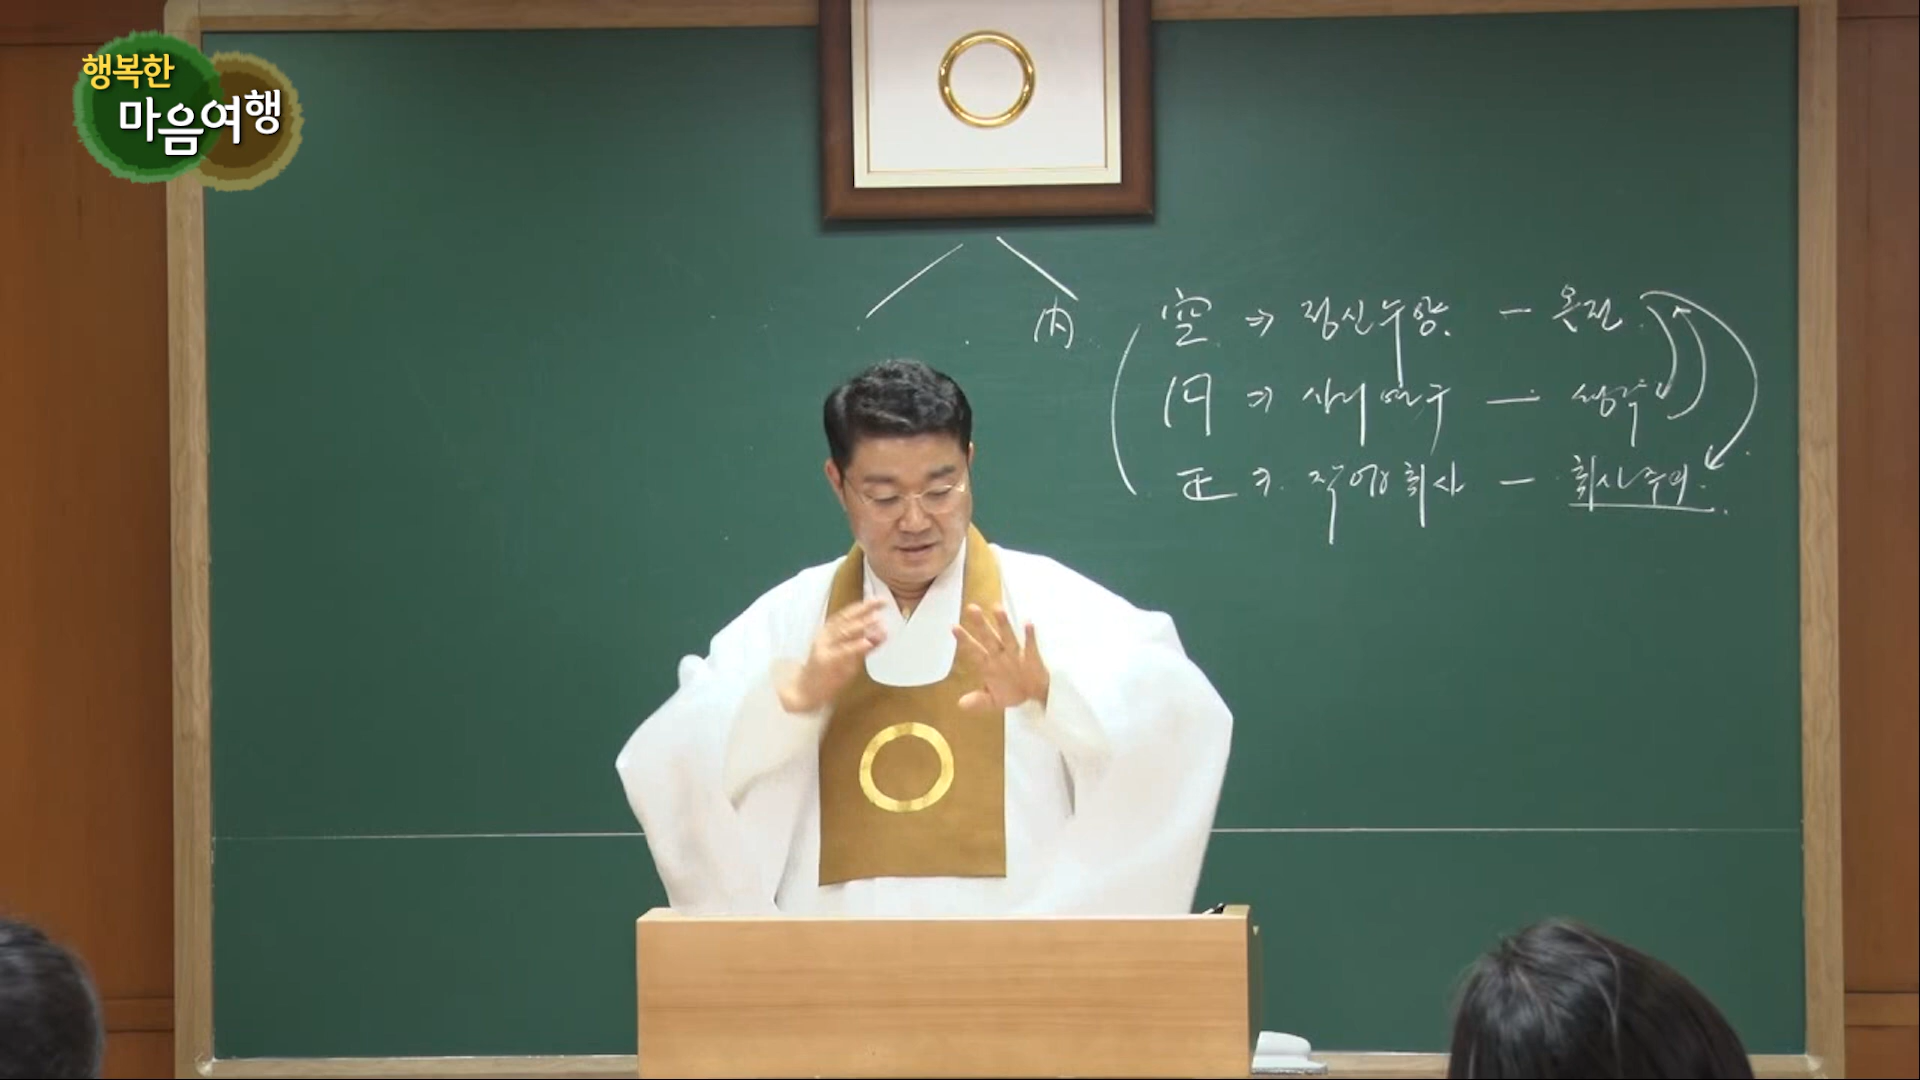 행복한
마음여행
内
空 ⇒ 정신수양 - 온전
円 ⇒ 사리연구 - 생각
正 ⇒ 작업취사 - 취사주의